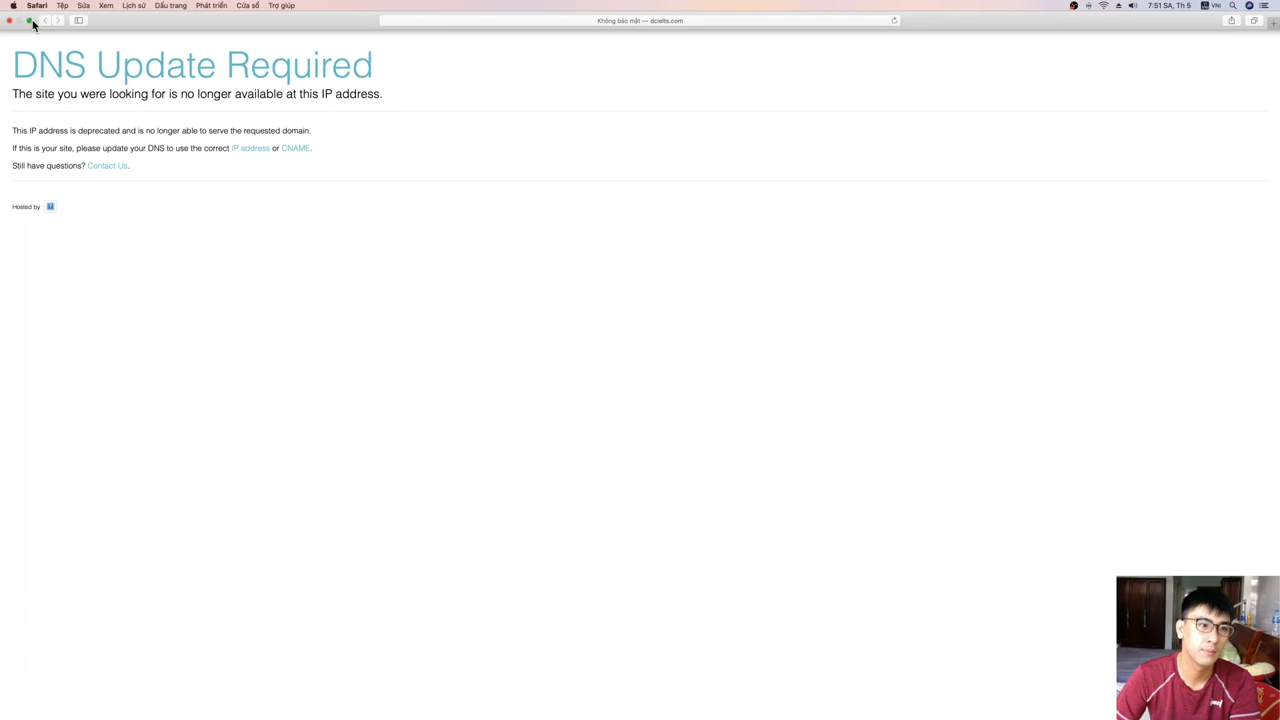 Safari Tệp Sửa Xem Lịch sử Dấu trang Phát triển Cửa sổ Trợ giúp 7:51 SA, Th 5 VNI
Không bảo mật — dcielts.com
DNS Update Required
The site you were looking for is no longer available at this IP address.
This IP address is deprecated and is no longer able to serve the requested domain.
If this is your site, please update your DNS to use the correct IP address or CNAME.
Still have questions? Contact Us.
Hosted by